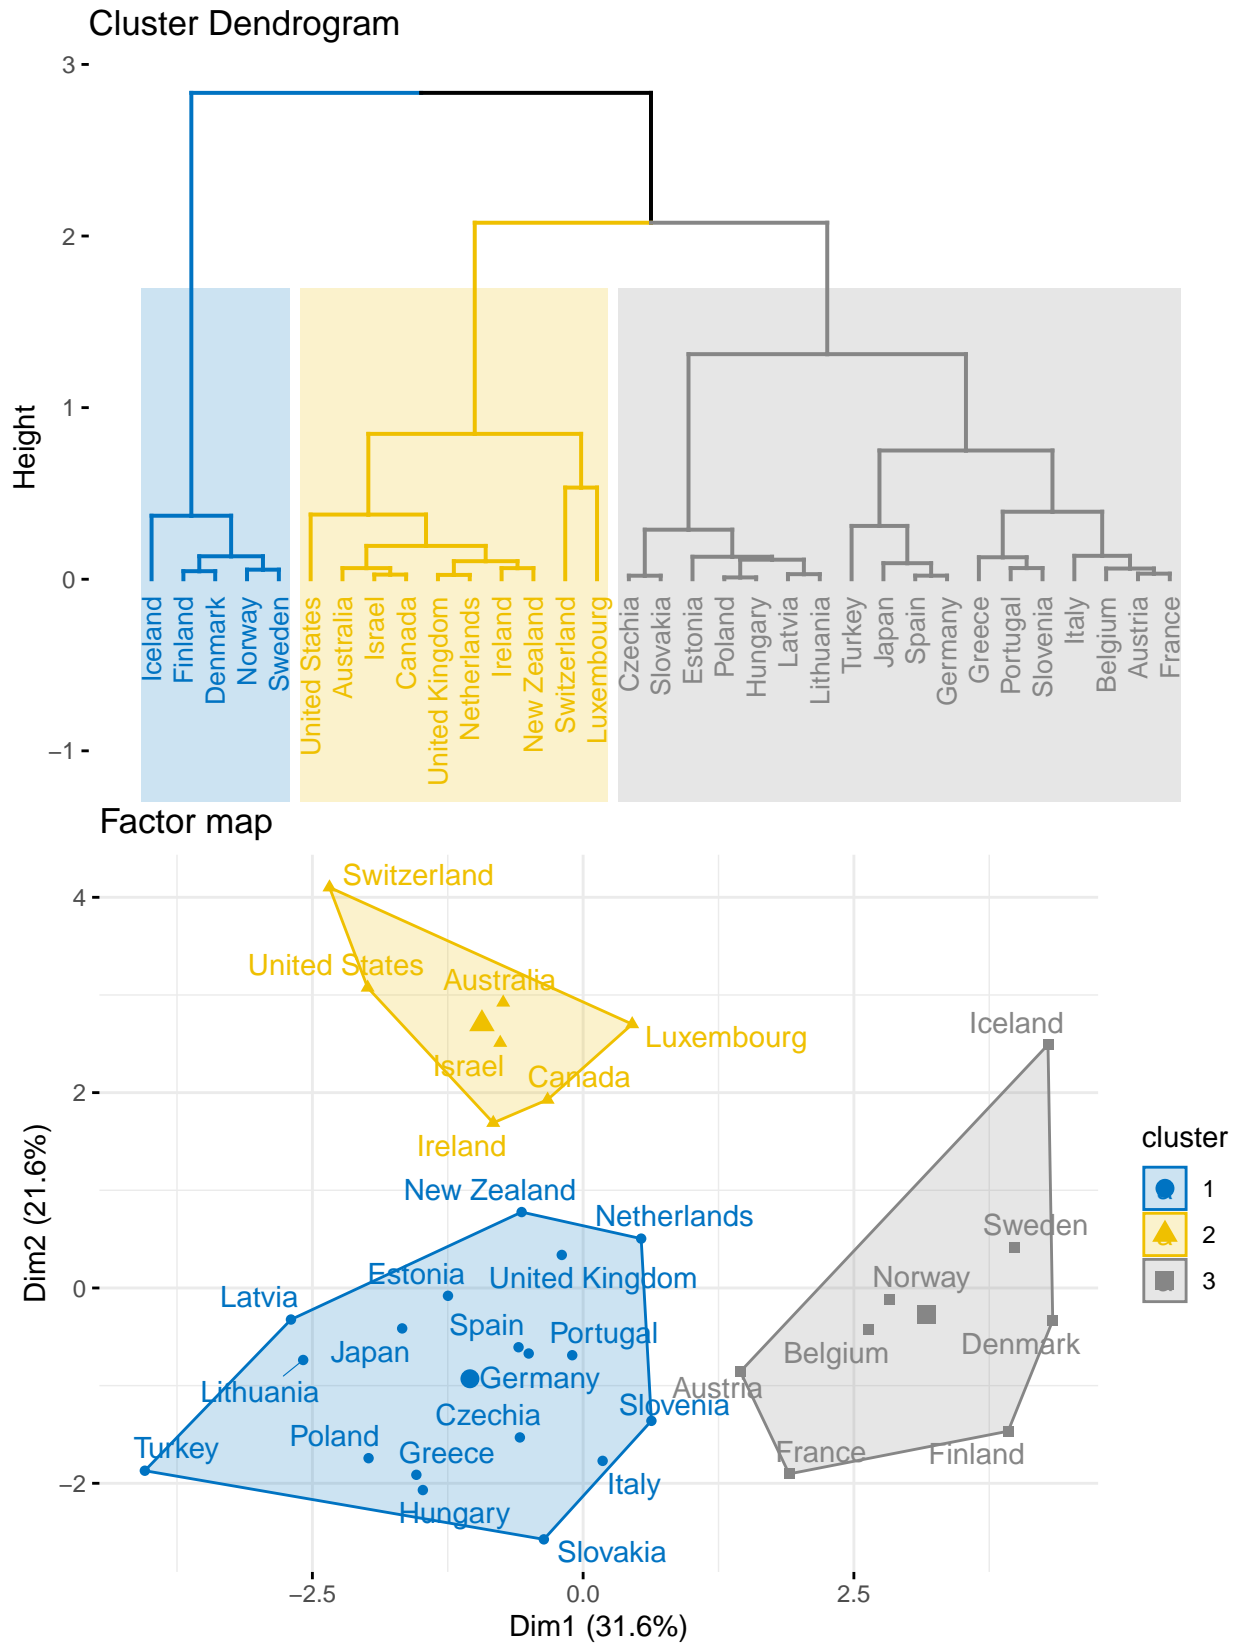 Cluster Dendrogram
3
2
1
0
−1
Height
Iceland
Finland
Denmark
Norway
Sweden
United States
Australia
Israel
Canada
United Kingdom
Netherlands
Ireland
New Zealand
Switzerland
Luxembourg
Czechia
Slovakia
Estonia
Poland
Hungary
Latvia
Lithuania
Turkey
Japan
Spain
Germany
Greece
Portugal
Slovenia
Italy
Belgium
Austria
France
Factor map
4
2
0
−2
Dim2 (21.6%)
Switzerland
United States
Australia
Luxembourg
Israel
Canada
Ireland
Iceland
New Zealand
Netherlands
Sweden
Estonia
United Kingdom
Norway
Latvia
Spain
Portugal
Japan
Belgium
Denmark
Lithuania
Germany
Austria
Czechia
Slovenia
Turkey
Poland
Greece
France
Finland
Italy
Hungary
Slovakia
cluster
1
2
3
−2.5
0.0
2.5
Dim1 (31.6%)